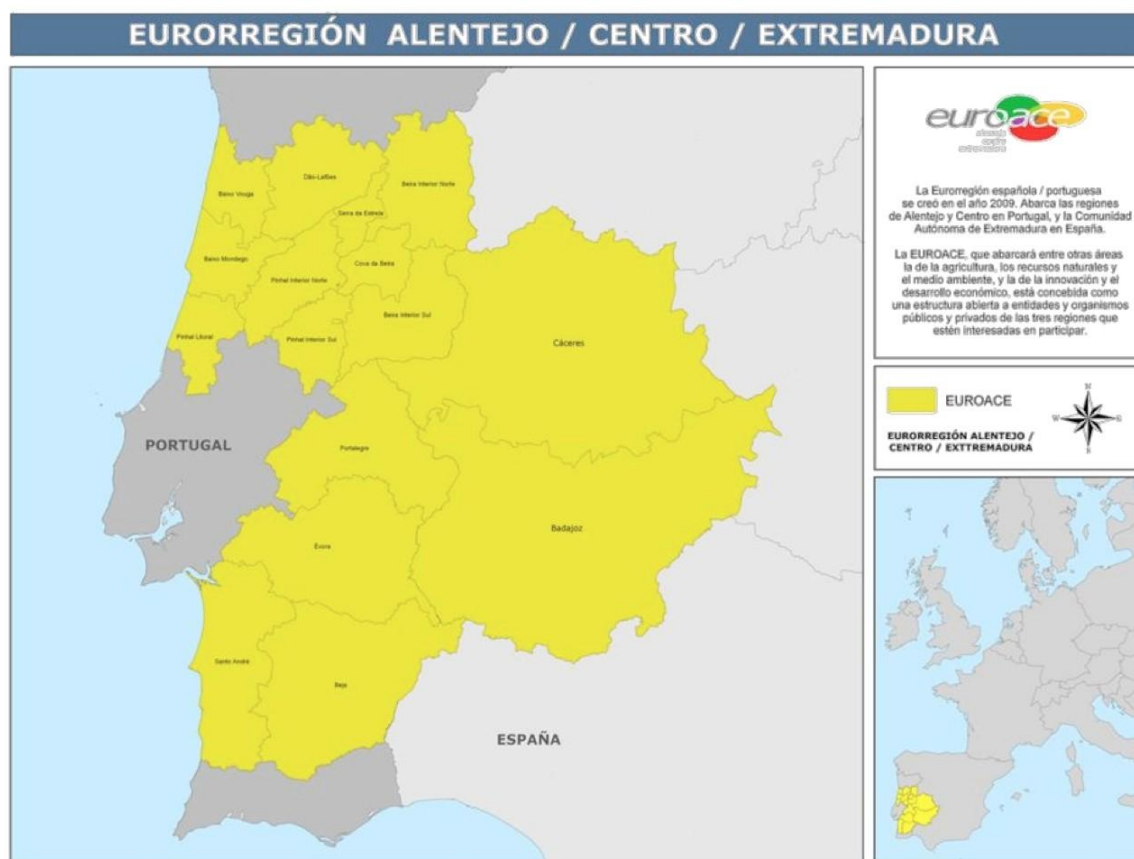 EURORREGIÓN ALENTEJO / CENTRO / EXTREMADURA
euroace
alentejo
centro
extremadura
La Eurorregión española / portuguesa
se creó en el año 2009. Abarca las regiones
de Alentejo y Centro en Portugal, y la Comunidad
Autónoma de Extremadura en España.
La EUROACE, que abarcará entre otras áreas
la de la agricultura, los recursos naturales y
el medio ambiente, y la de la innovación y el
desarrollo económico, está concebida como
una estructura abierta a entidades y organismos
públicos y privados de las tres regiones que
estén interesadas en participar.
EUROACE
EURORREGIÓN ALENTEJO /
CENTRO / EXTTREMADURA
N
W
E
S
Baixo Vouga
Dão-Lafões
Beira Interior Norte
Serra da Estrela
Baixo Mondego
Cova da Beira
Pinhal Interior Norte
Beira Interior Sul
Pinhal Litoral
Pinhal Interior Sul
Cáceres
PORTUGAL
Portalegre
Badajoz
Évora
Santo André
Beja
ESPAÑA